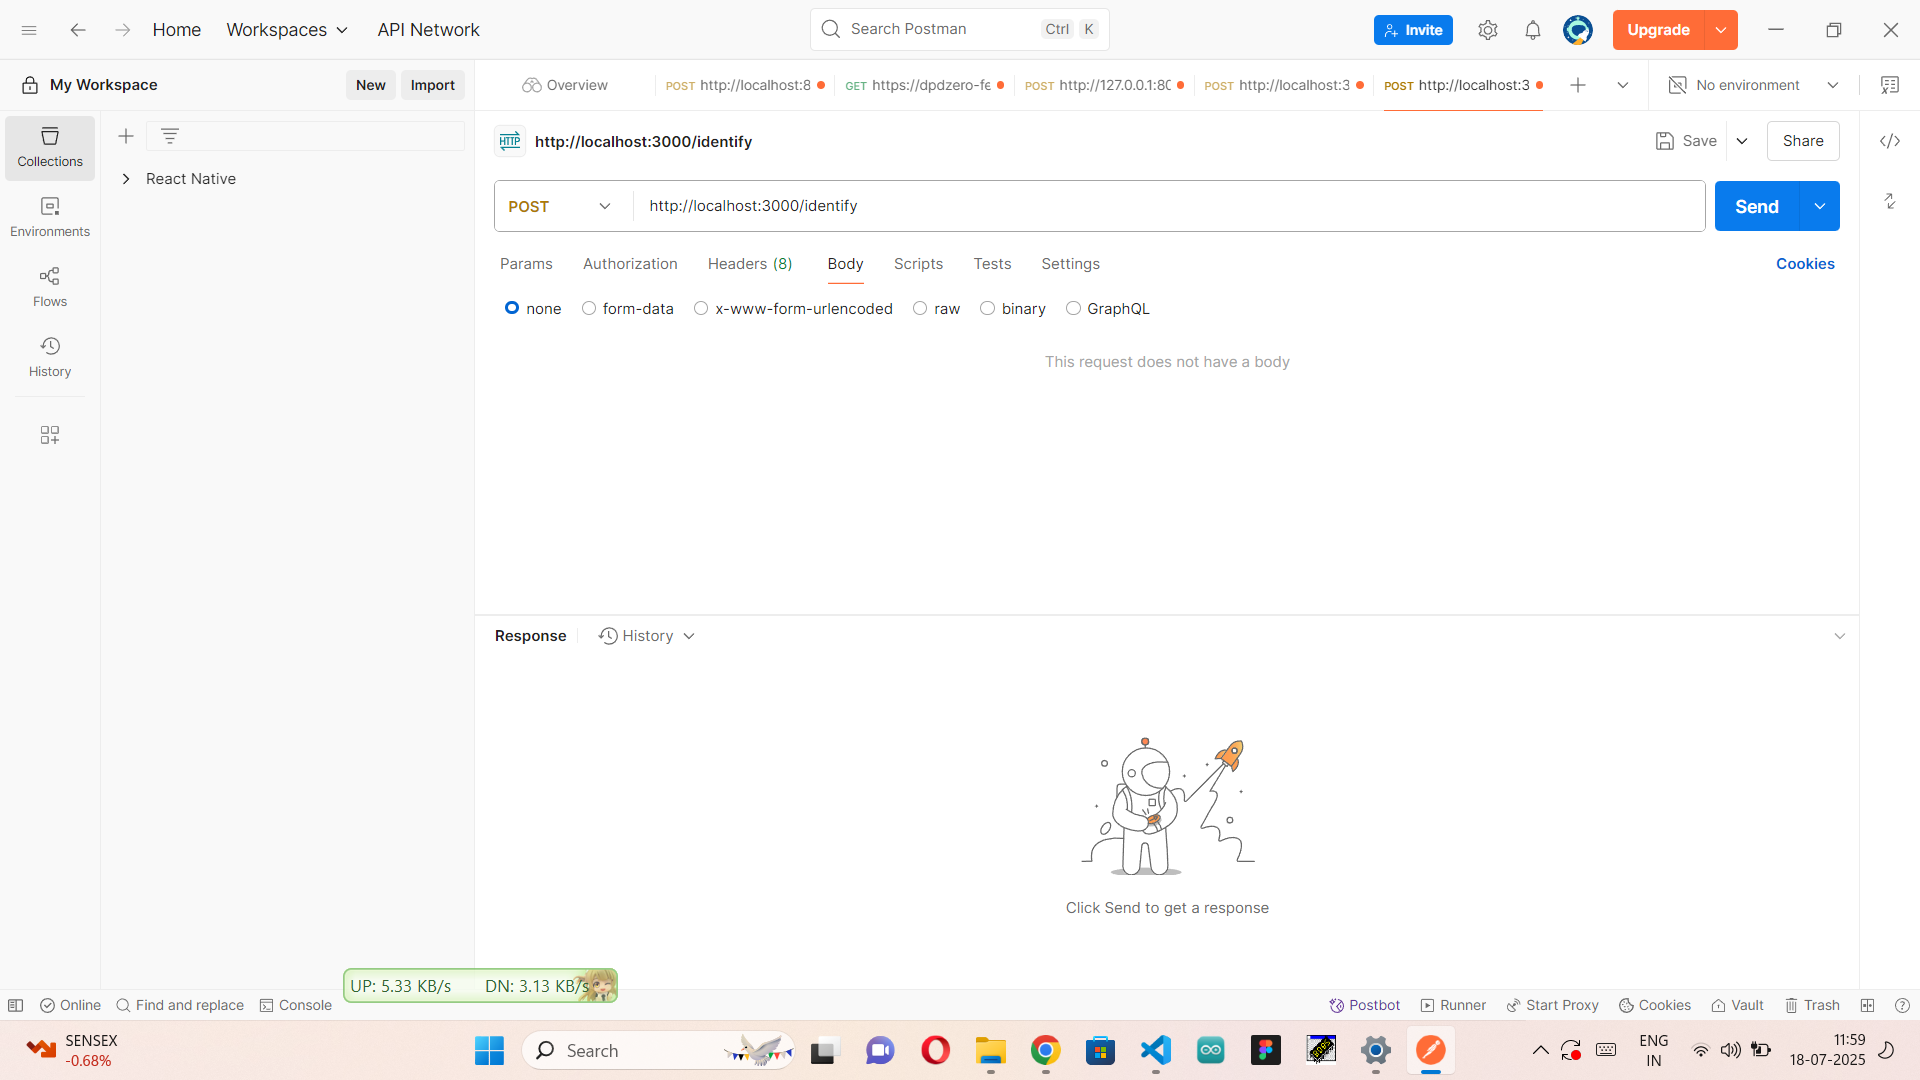 Home Workspaces API Network Search Postman Ctrl K Invite Upgrade
My Workspace New Import Overview POST http://localhost:8 GET https://dpdzero-fe POST http://127.0.0.1:80 POST http://localhost:3 POST http://localhost:3 No environment
Collections
Environments
Flows
History
React Native
HTTP http://localhost:3000/identify Save Share
POST http://localhost:3000/identify Send
Params Authorization Headers (8) Body Scripts Tests Settings Cookies
none form-data x-www-form-urlencoded raw binary GraphQL
This request does not have a body
Response History
Click Send to get a response
UP: 5.33 KB/s DN: 3.13 KB/s
Online Find and replace Console Postbot Runner Start Proxy Cookies Vault Trash
SENSEX
-0.68%
Search
ENG
IN
11:59
18-07-2025